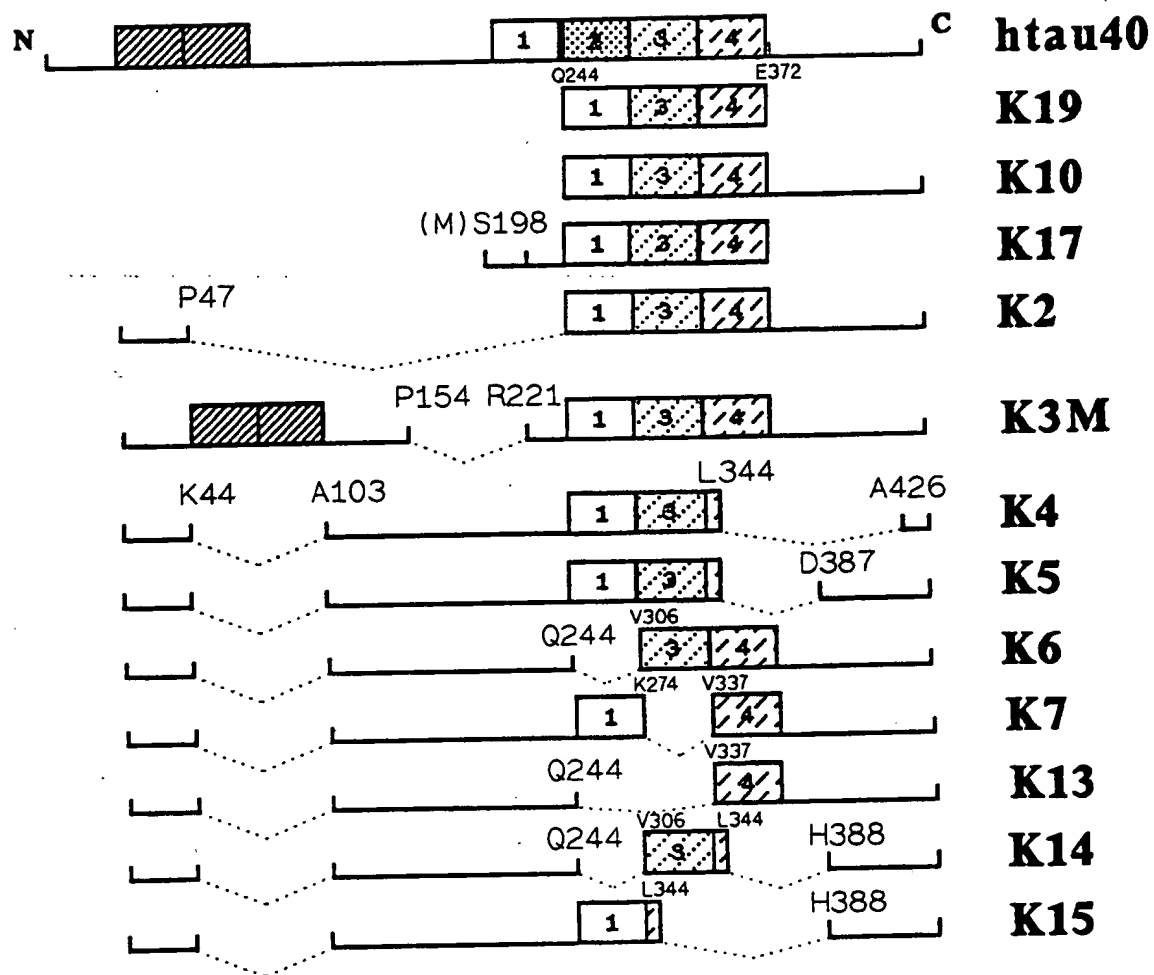 N 1 2 3 4 C htau40
Q244 E372
1 3 4 K19
1 3 4 K10
(M)S198 1 3 4 K17
P47 1 3 4 K2
P154 R221 1 3 4 K3M
K44 A103 1 3 L344 A426 K4
1 3 D387 K5
Q244 V306 3 4 K6
1 K274 V337 4 K7
Q244 V337 4 K13
Q244 V306 3 L344 H388 K14
1 L344 H388 K15